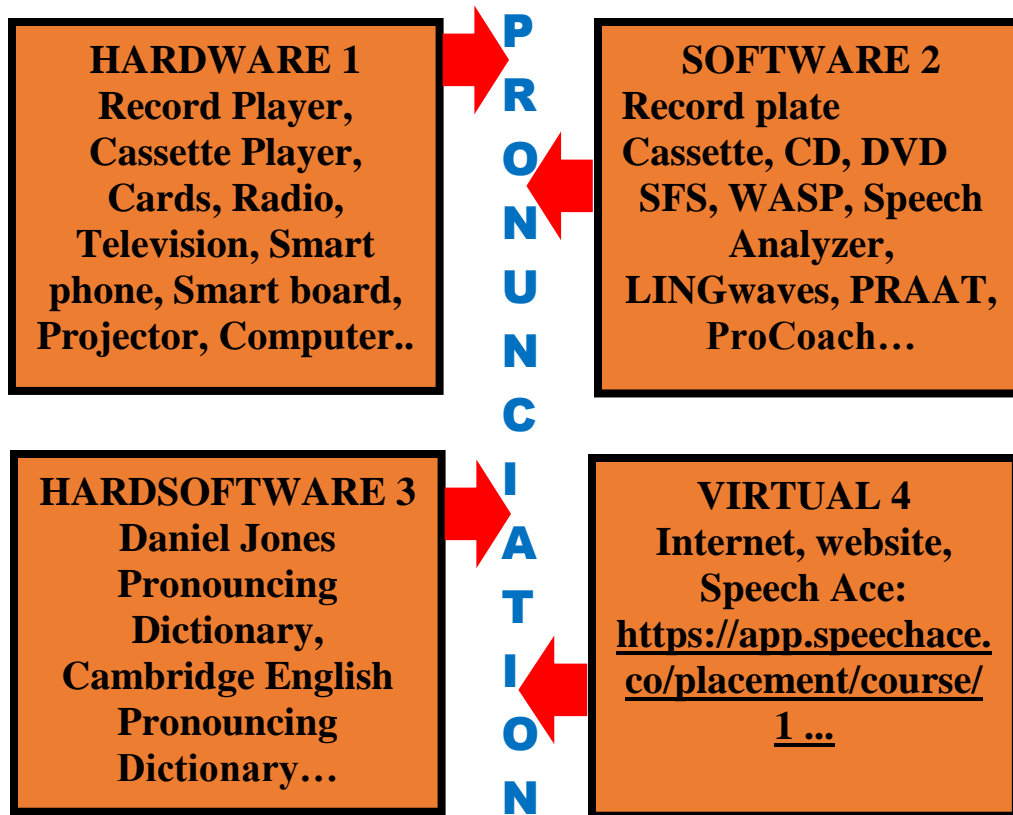 HARDWARE 1
Record Player,
Cassette Player,
Cards, Radio,
Television, Smart
phone, Smart board,
Projector, Computer..
P
R
O
N
U
N
C
I
A
T
I
O
N
SOFTWARE 2
Record plate
Cassette, CD, DVD
SFS, WASP, Speech
Analyzer,
LINGwaves, PRAAT,
ProCoach…
HARDSOFTWARE 3
Daniel Jones
Pronouncing
Dictionary,
Cambridge English
Pronouncing
Dictionary…
VIRTUAL 4
Internet, website,
Speech Ace:
https://app.speechace.
co/placement/course/
1 ...